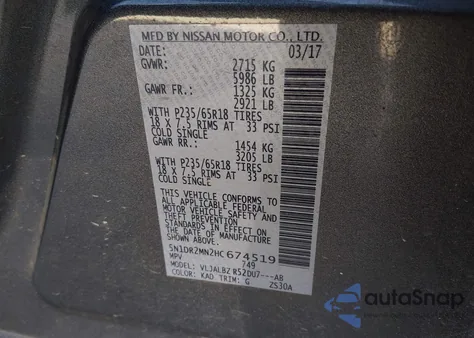 MFD BY NISSAN MOTOR CO., LTD.
DATE: 03/17
GVWR: 2715 KG
5986 LB
GAWR FR.: 1325 KG
2921 LB
WITH P235/65R18 TIRES
18 X 7.5 RIMS AT 33 PSI
COLD SINGLE
GAWR RR.: 1454 KG
3205 LB
WITH P235/65R18 TIRES
18 X 7.5 RIMS AT 33 PSI
COLD SINGLE
THIS VEHICLE CONFORMS TO
ALL APPLICABLE FEDERAL
MOTOR VEHICLE SAFETY AND
THEFT PREVENTION
STANDARDS IN EFFECT ON
THE DATE OF MANUFACTURE
SHOWN ABOVE.
5N1DR2MN2HC674519
MPV 749
MODEL: VLJALBZ R52DU7---AB
COLOR: KAD TRIM: G 2S30A
autoSnap